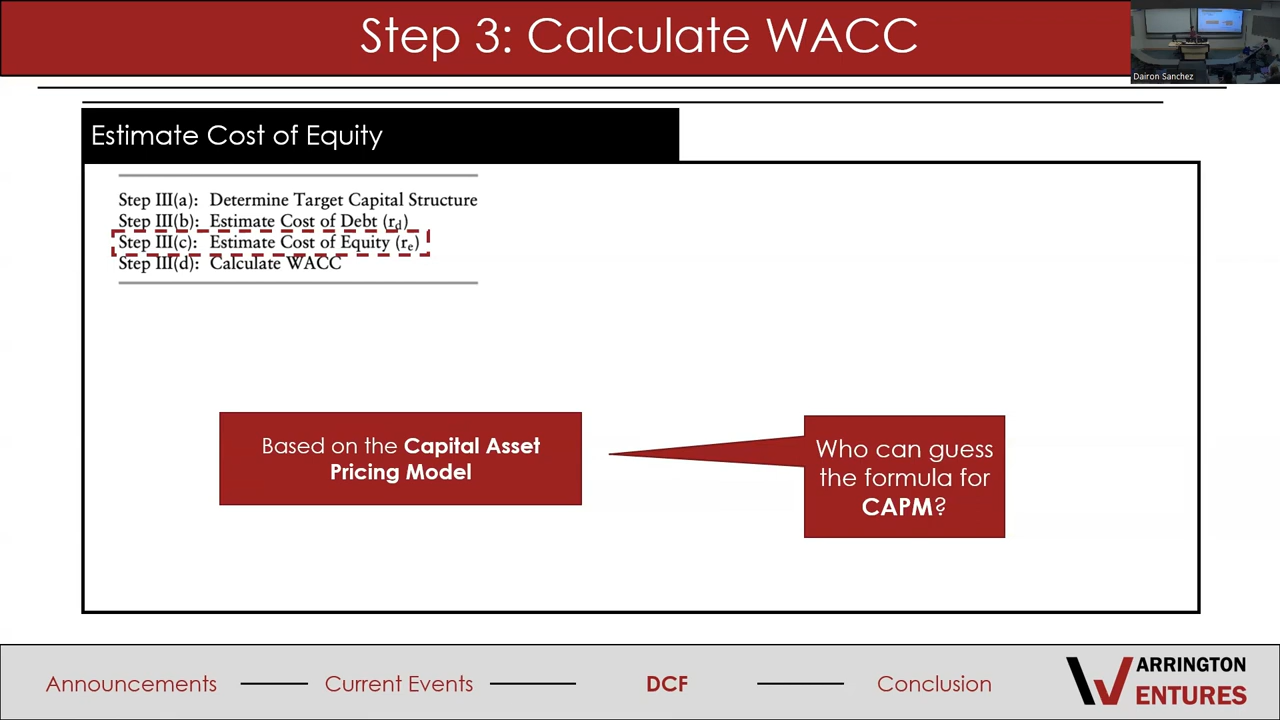 Step 3: Calculate WACC
Dairon Sanchez
Estimate Cost of Equity
Step III(a): Determine Target Capital Structure
Step III(b): Estimate Cost of Debt (rd)
Step III(c): Estimate Cost of Equity (re)
Step III(d): Calculate WACC
Based on the Capital Asset
Pricing Model
Who can guess
the formula for
CAPM?
Announcements
Current Events
DCF
Conclusion
WARRINGTON
VENTURES